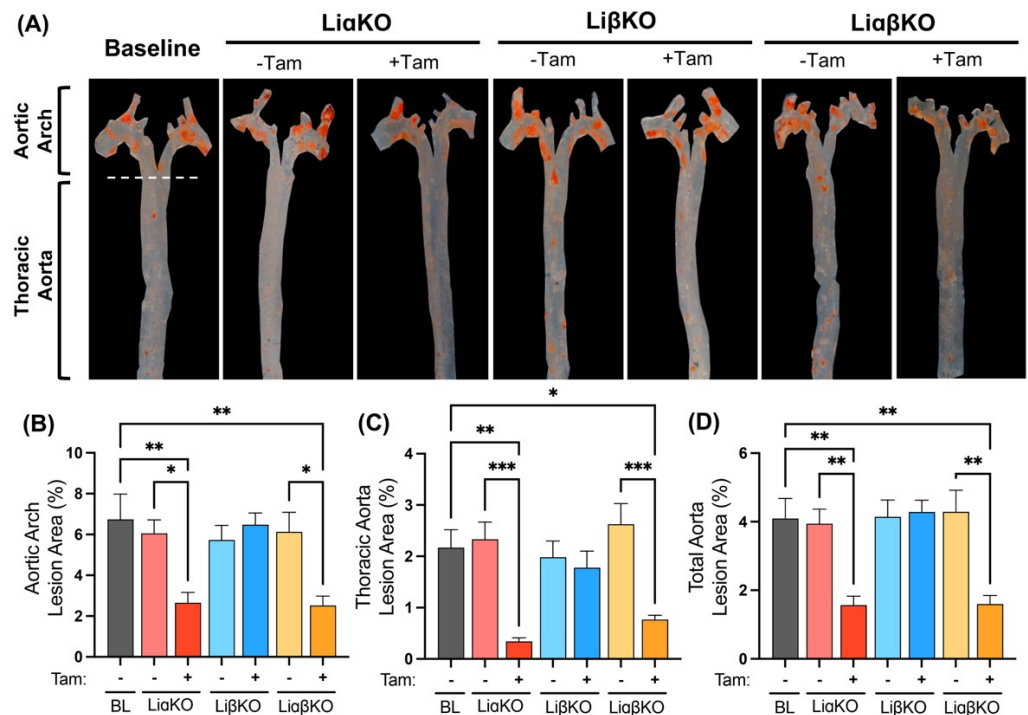 (A)
Baseline
LiαKO
LiβKO
LiαβKO
-Tam
+Tam
-Tam
+Tam
-Tam
+Tam
Aortic
Arch
Thoracic
Aorta
(B)
Aortic Arch
Lesion Area (%)
10
8
6
4
2
0
**
**
*
*
Tam:
-
+
-
+
-
+
BL
LiαKO
LiβKO
LiαβKO
(C)
Thoracic Aorta
Lesion Area (%)
4
3
2
1
0
*
**
***
***
Tam:
-
+
-
+
-
+
BL
LiαKO
LiβKO
LiαβKO
(D)
Total Aorta
Lesion Area (%)
6
4
2
0
**
**
**
**
Tam:
-
+
-
+
-
+
BL
LiαKO
LiβKO
LiαβKO